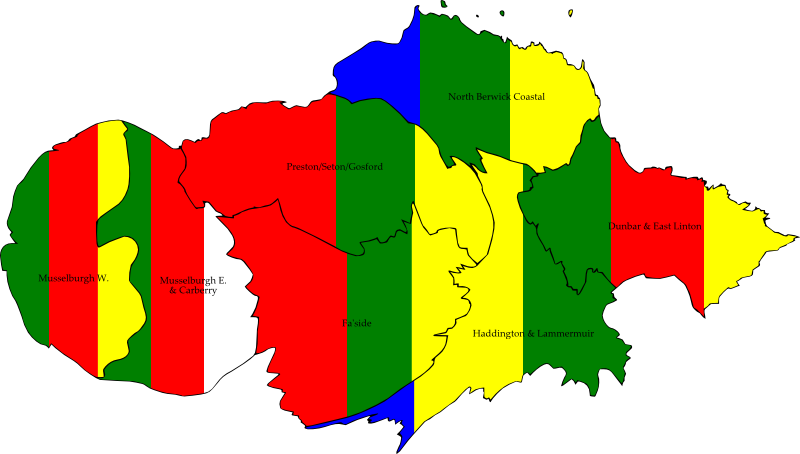 North Berwick Coastal
Preston/Seton/Gosford
Dunbar & East Linton
Musselburgh W.
Musselburgh E.
& Carberry
Fa'side
Haddington & Lammermuir